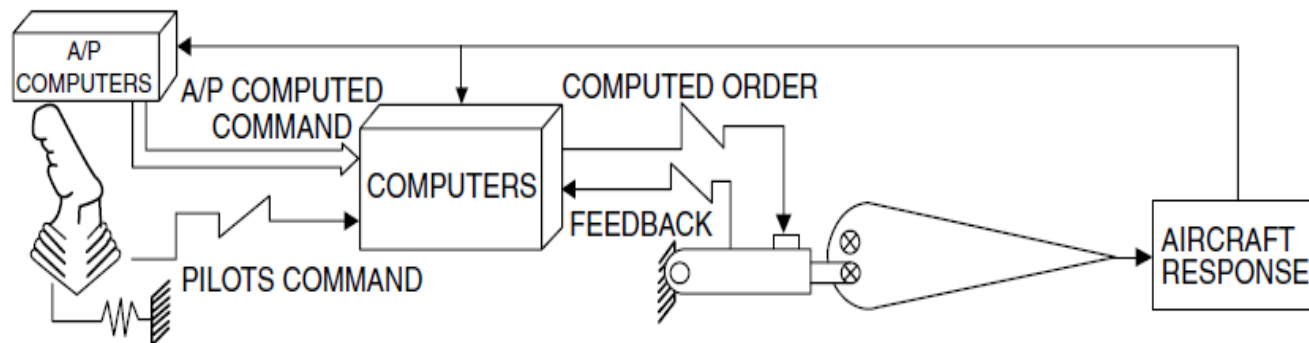 A/P
COMPUTERS
A/P COMPUTED
COMMAND
COMPUTED ORDER
COMPUTERS
FEEDBACK
PILOTS COMMAND
AIRCRAFT
RESPONSE